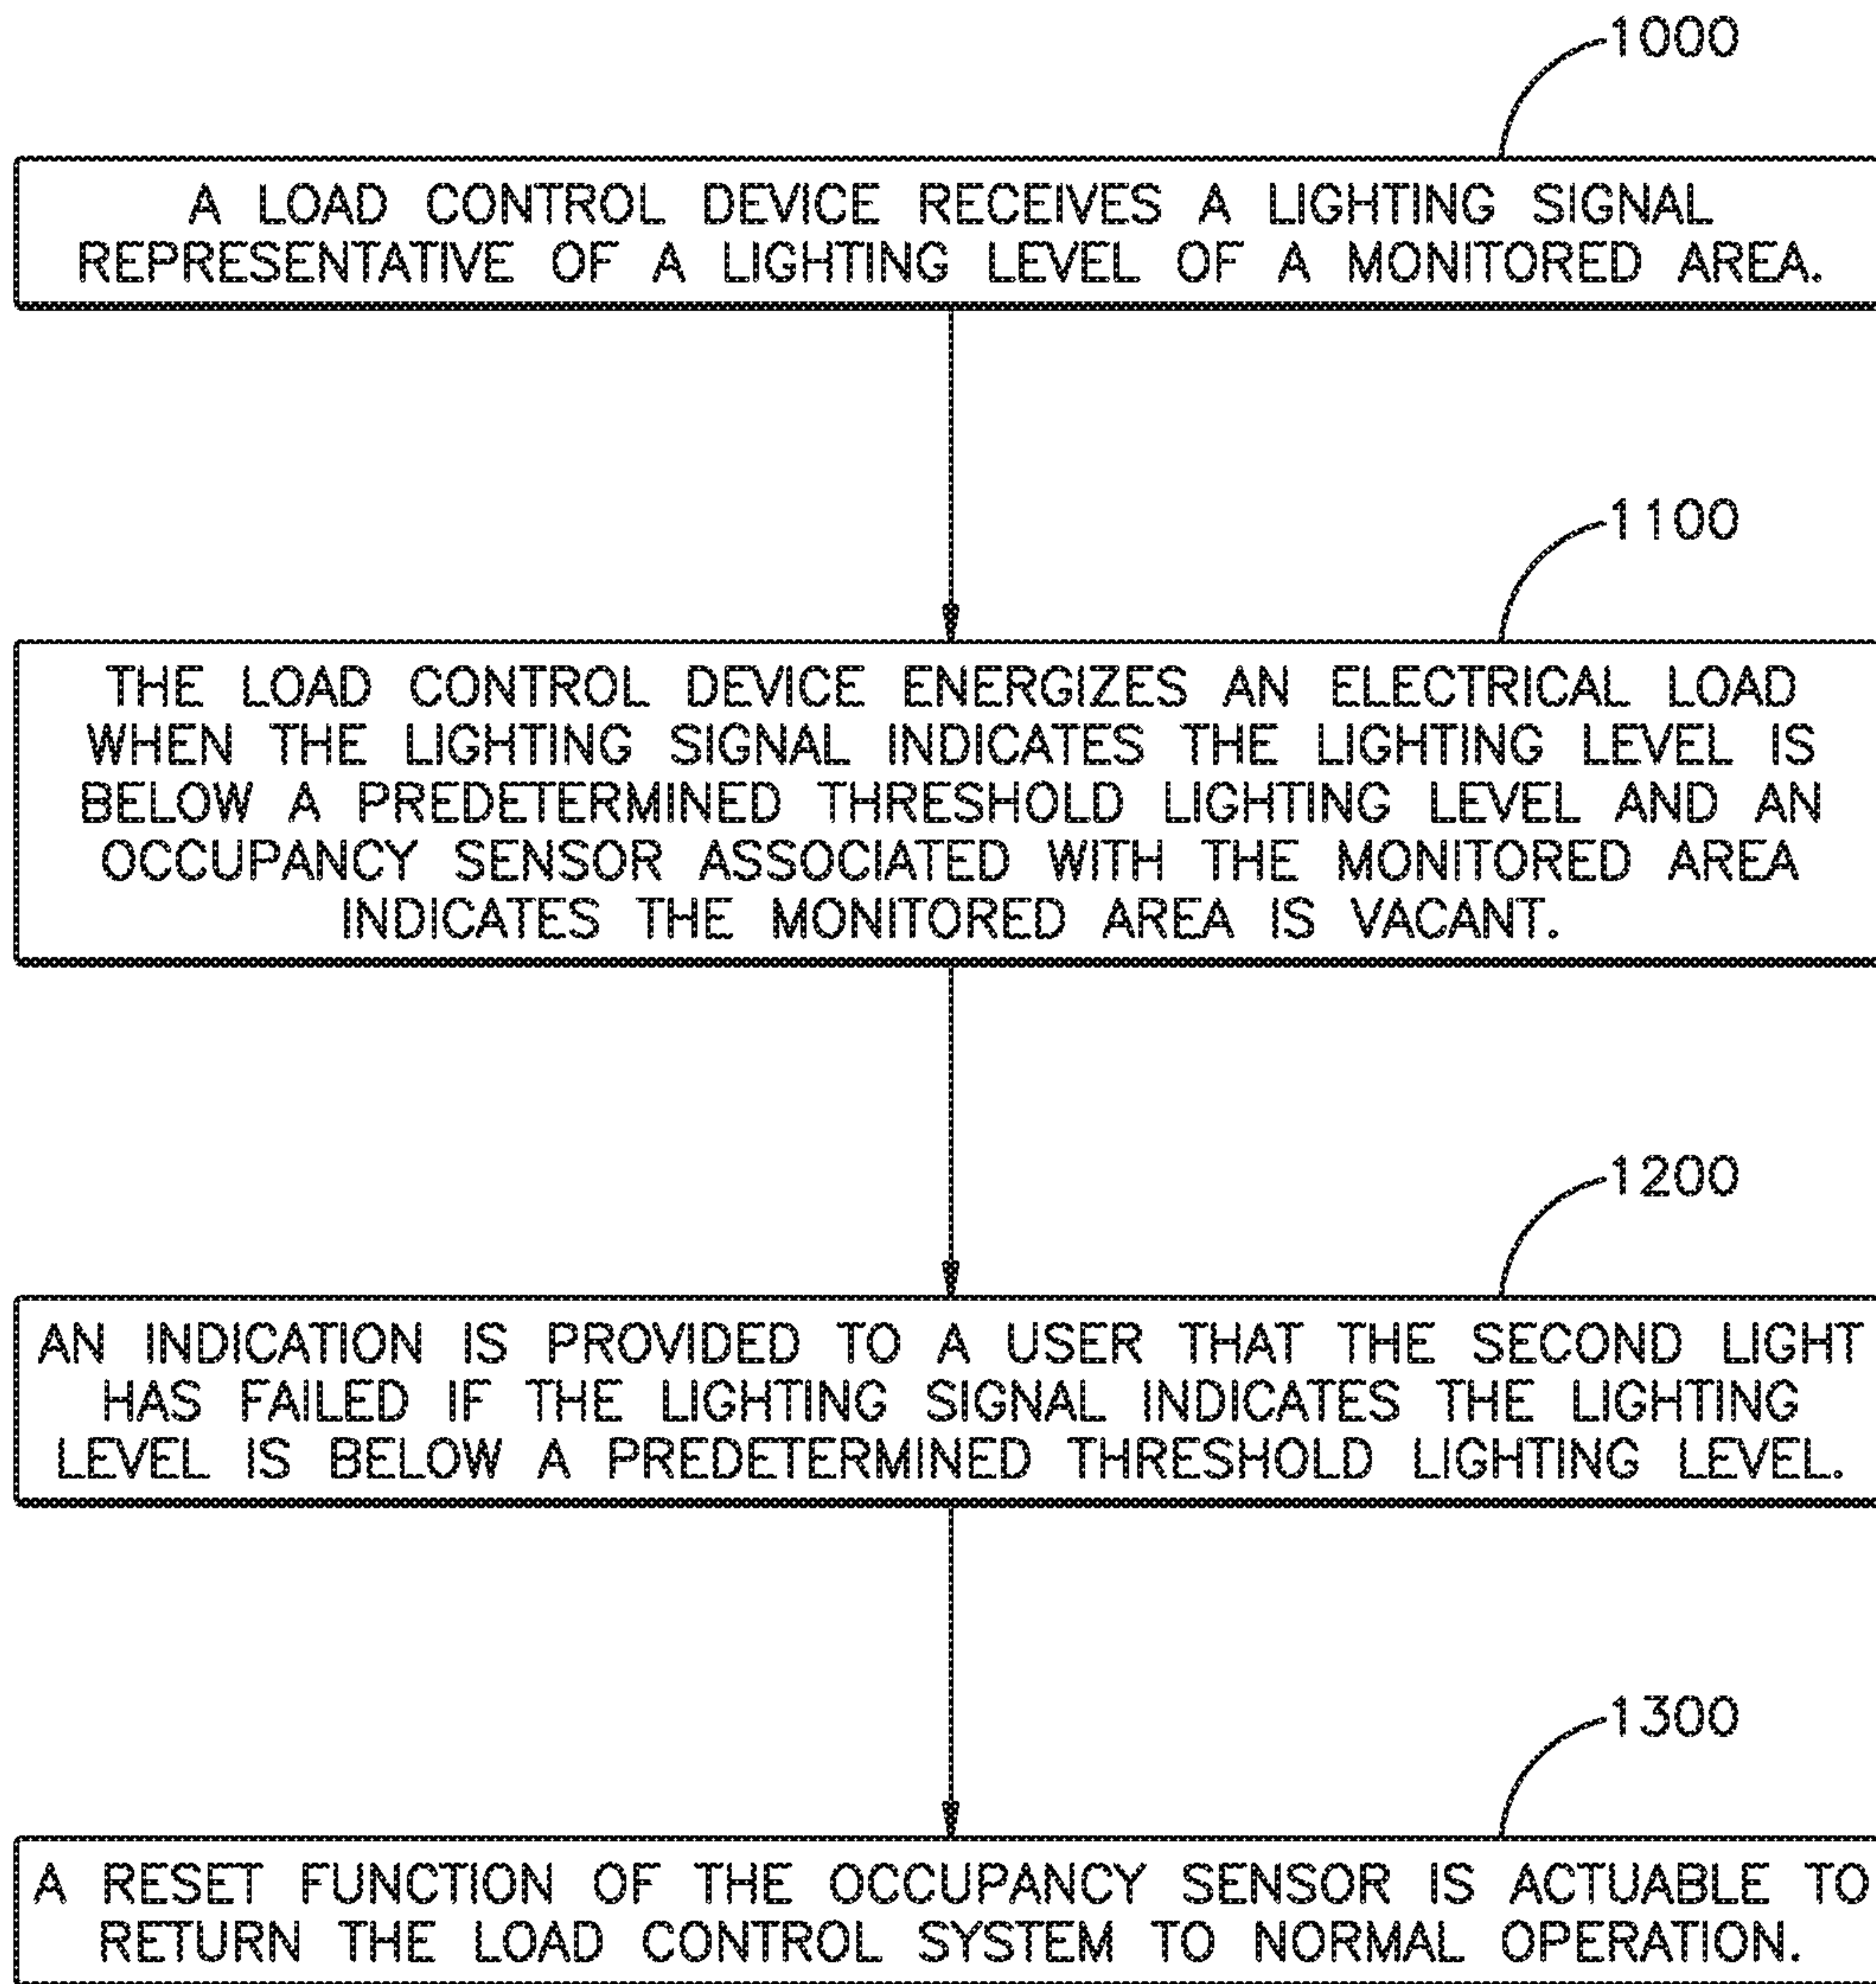 1000
A LOAD CONTROL DEVICE RECEIVES A LIGHTING SIGNAL
REPRESENTATIVE OF A LIGHTING LEVEL OF A MONITORED AREA.
1100
THE LOAD CONTROL DEVICE ENERGIZES AN ELECTRICAL LOAD
WHEN THE LIGHTING SIGNAL INDICATES THE LIGHTING LEVEL IS
BELOW A PREDETERMINED THRESHOLD LIGHTING LEVEL AND AN
OCCUPANCY SENSOR ASSOCIATED WITH THE MONITORED AREA
INDICATES THE MONITORED AREA IS VACANT.
1200
AN INDICATION IS PROVIDED TO A USER THAT THE SECOND LIGHT
HAS FAILED IF THE LIGHTING SIGNAL INDICATES THE LIGHTING
LEVEL IS BELOW A PREDETERMINED THRESHOLD LIGHTING LEVEL.
1300
A RESET FUNCTION OF THE OCCUPANCY SENSOR IS ACTUABLE TO
RETURN THE LOAD CONTROL SYSTEM TO NORMAL OPERATION.